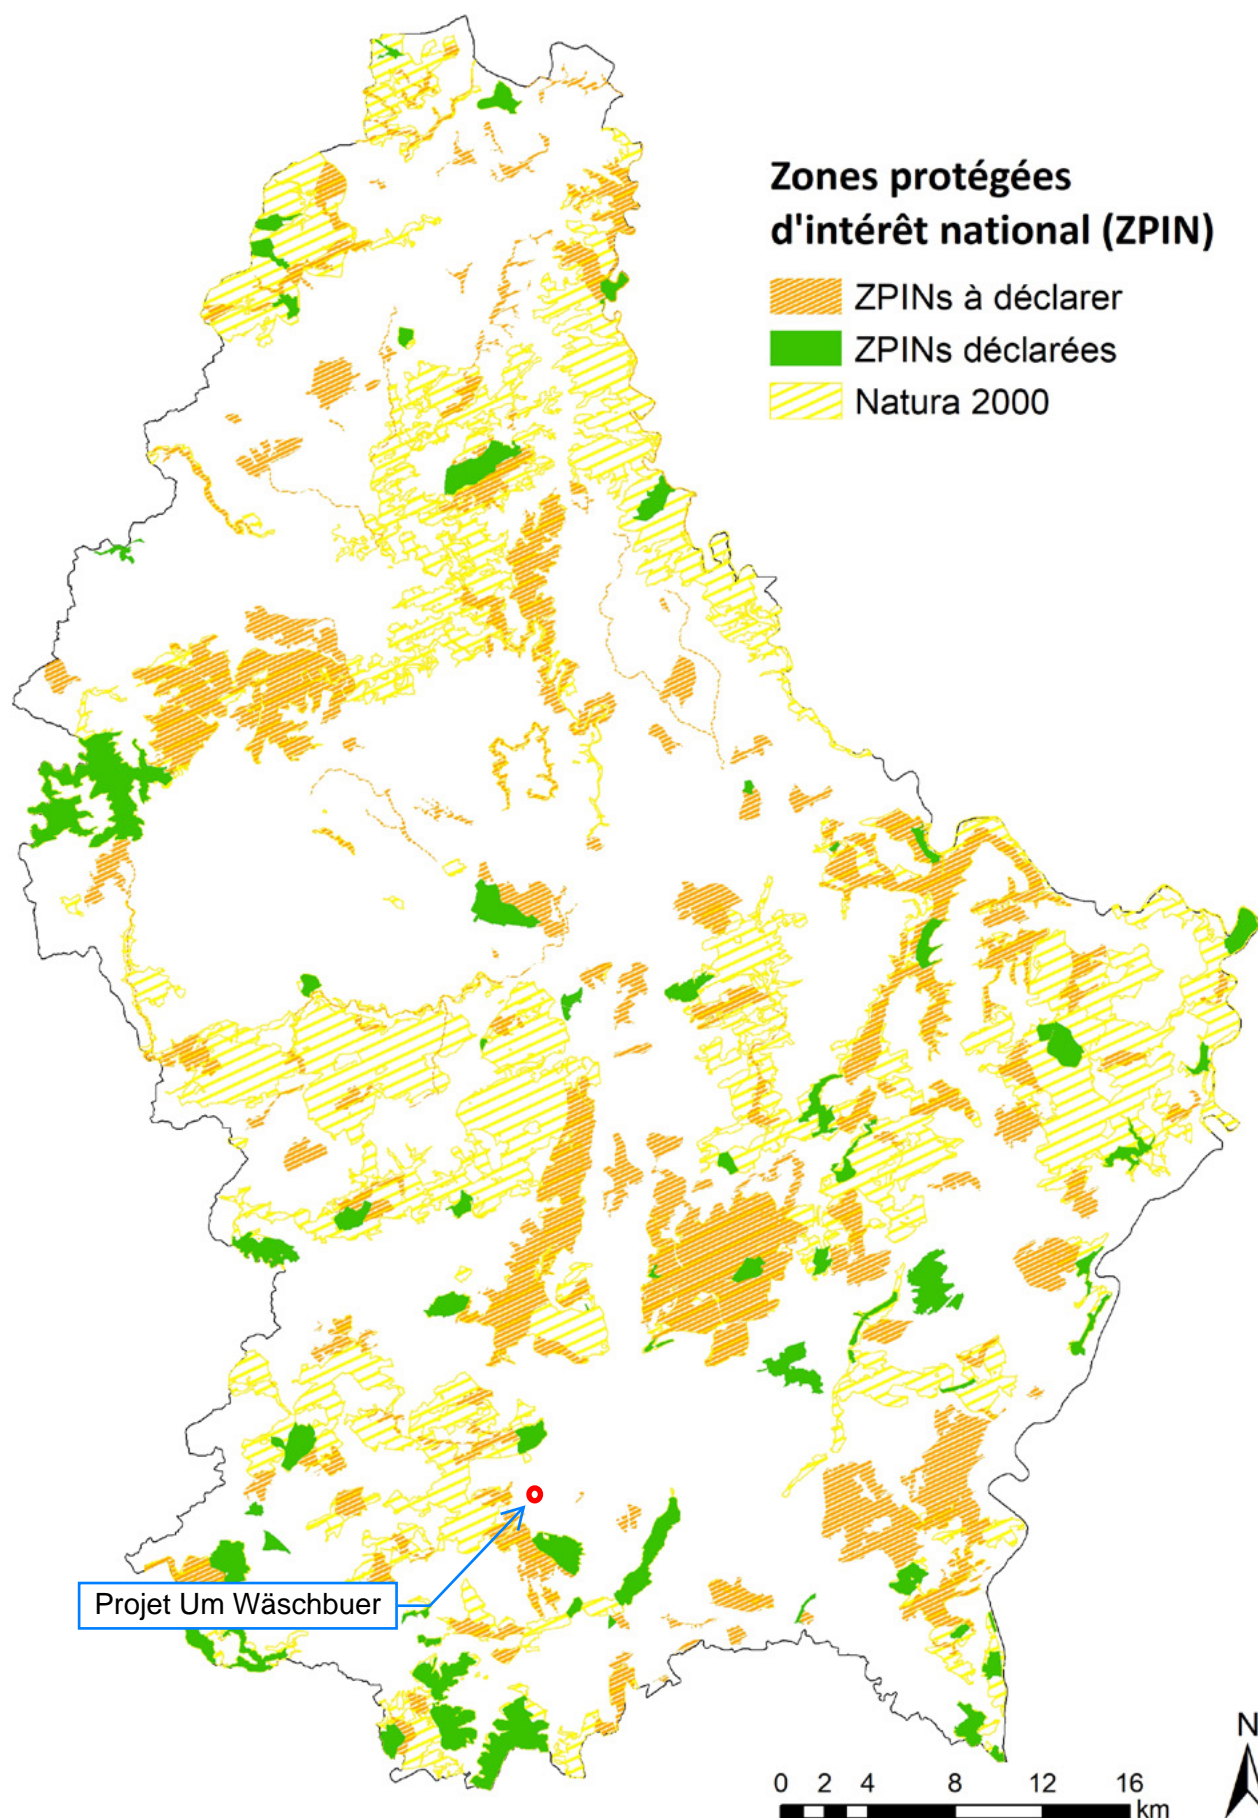 Zones protégées
d'intérêt national (ZPIN)
ZPINs à déclarer
ZPINs déclarées
Natura 2000
Projet Um Wäschbuer
N
0 2 4 8 12 16
km